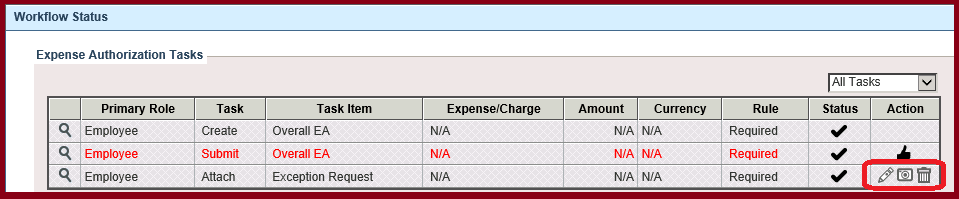 Workflow Status
Expense Authorization Tasks
All Tasks
Primary Role Task Task Item Expense/Charge Amount Currency Rule Status Action
Employee Create Overall EA N/A N/A N/A Required
Employee Submit Overall EA N/A N/A N/A Required
Employee Attach Exception Request N/A N/A N/A Required